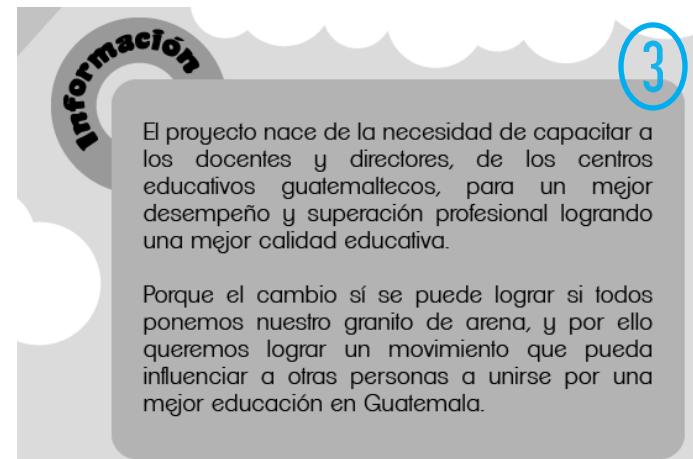 Información
3
El proyecto nace de la necesidad de capacitar a
los docentes y directores, de los centros
educativos guatemaltecos, para un mejor
desempeño y superación profesional logrando
una mejor calidad educativa.
Porque el cambio sí se puede lograr si todos
ponemos nuestro granito de arena, y por ello
queremos lograr un movimiento que pueda
influenciar a otras personas a unirse por una
mejor educación en Guatemala.